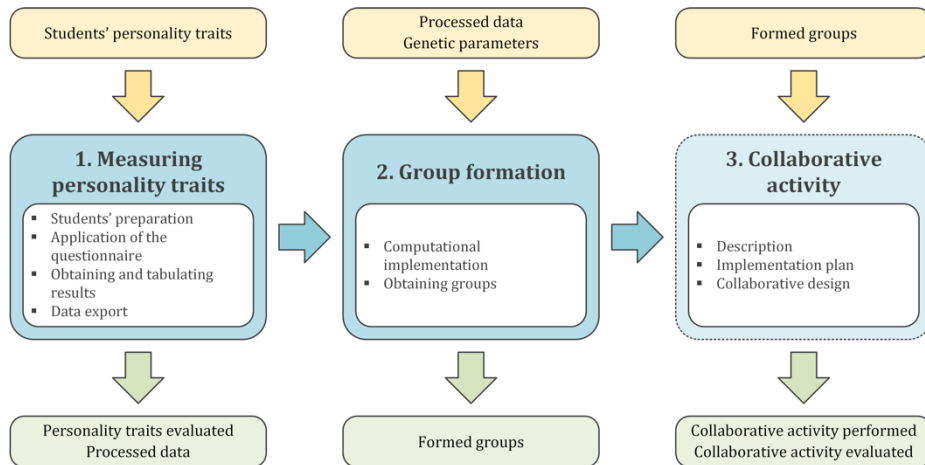 Students' personality traits
Processed data
Genetic parameters
Formed groups
1. Measuring
personality traits
▪ Students' preparation
▪ Application of the
questionnaire
▪ Obtaining and tabulating
results
▪ Data export
2. Group formation
▪ Computational
implementation
▪ Obtaining groups
3. Collaborative
activity
▪ Description
▪ Implementation plan
▪ Collaborative design
Personality traits evaluated
Processed data
Formed groups
Collaborative activity performed
Collaborative activity evaluated